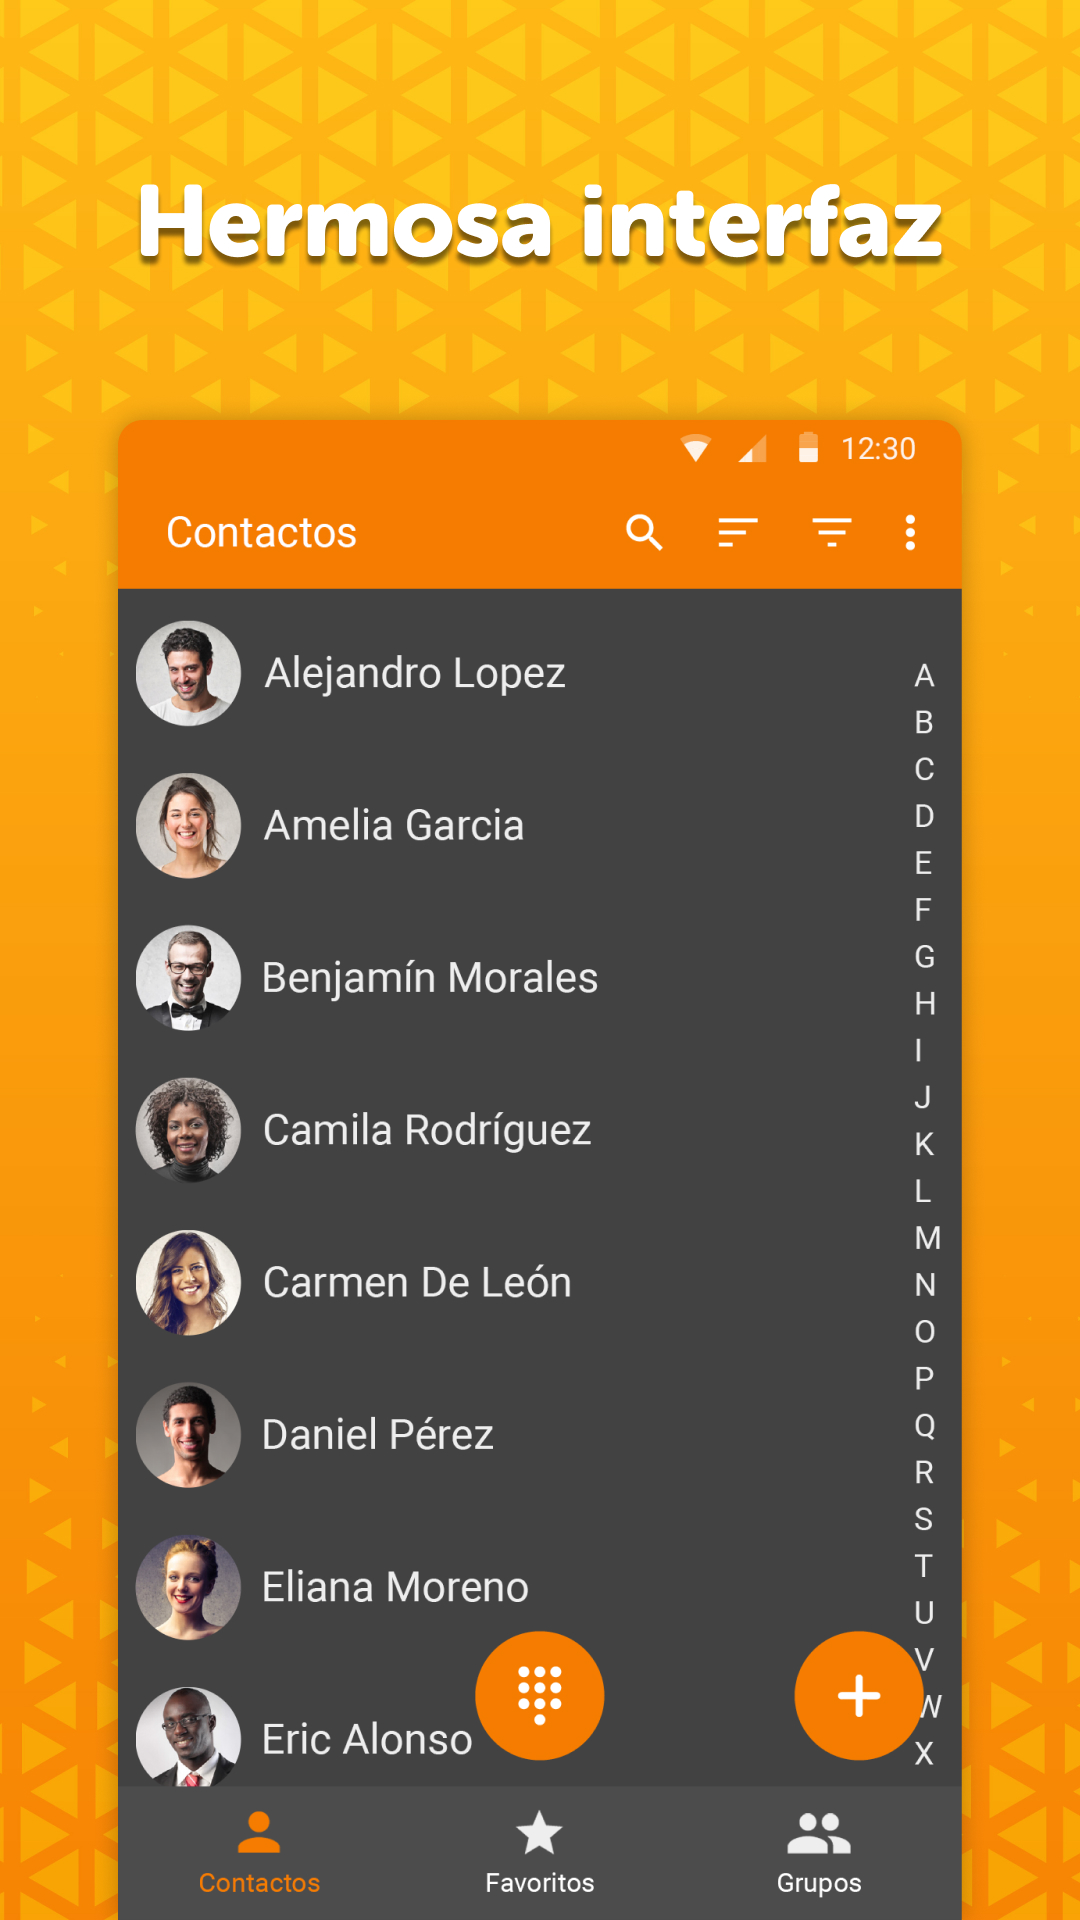 Hermosa interfaz
12:30
Contactos
Alejandro Lopez
Amelia Garcia
Benjamín Morales
Camila Rodríguez
Carmen De León
Daniel Pérez
Eliana Moreno
Eric Alonso
A
B
C
D
E
F
G
H
I
J
K
L
M
N
O
P
Q
R
S
T
U
V
W
X
Contactos
Favoritos
Grupos